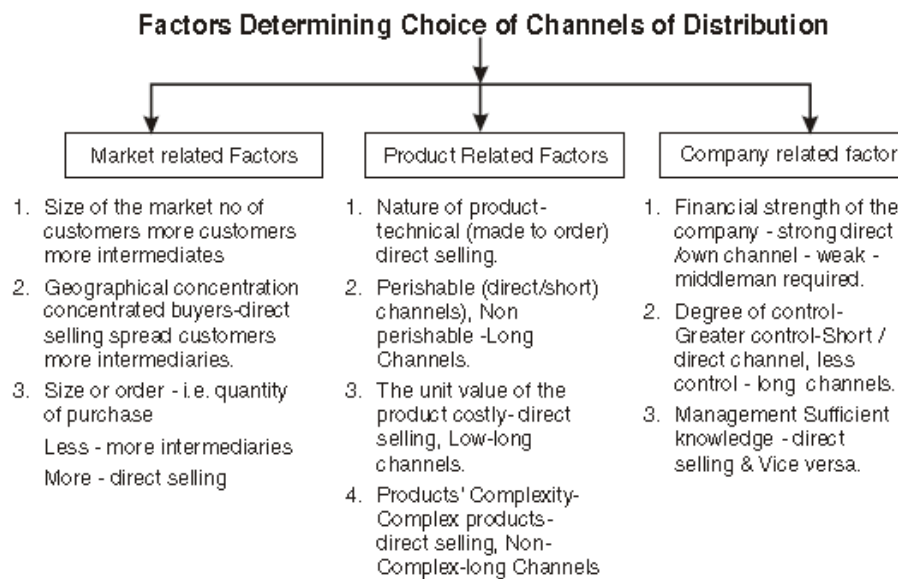 Factors Determining Choice of Channels of Distribution
Market related Factors
1. Size of the market no of
customers more customers
more intermediates
2. Geographical concentration
concentrated buyers-direct
selling spread customers
more intermediaries.
3. Size or order - i.e. quantity
of purchase
Less - more intermediaries
More - direct selling
Product Related Factors
1. Nature of product-
technical (made to order)
direct selling.
2. Perishable (direct/short)
channels), Non
perishable -Long
Channels.
3. The unit value of the
product costly- direct
selling, Low-long
channels.
4. Products' Complexity-
Complex products-
direct selling, Non-
Complex-long Channels
Company related factor
1. Financial strength of the
company - strong direct
/own channel - weak -
middleman required.
2. Degree of control-
Greater control-Short /
direct channel, less
control - long channels.
3. Management Sufficient
knowledge - direct
selling & Vice versa.